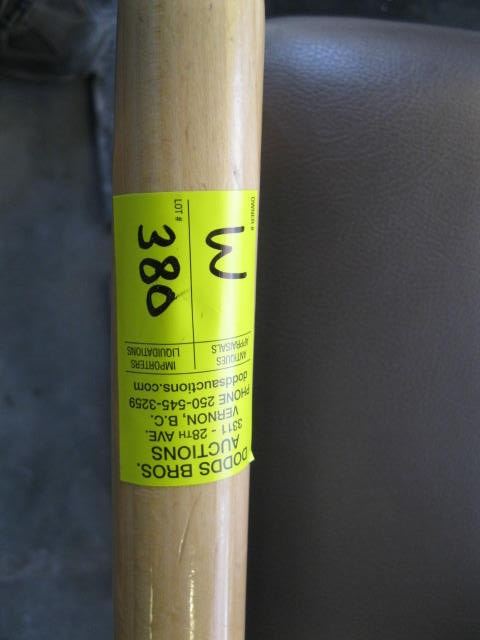 DODDS BROS.
AUCTIONS
3311 - 28TH AVE.
VERNON, B.C.
PHONE 250-545-3259
doddsauctions.com
ANTIQUES
APPRAISALS
IMPORTERS
LIQUIDATIONS
OWNER #
W
LOT #
380